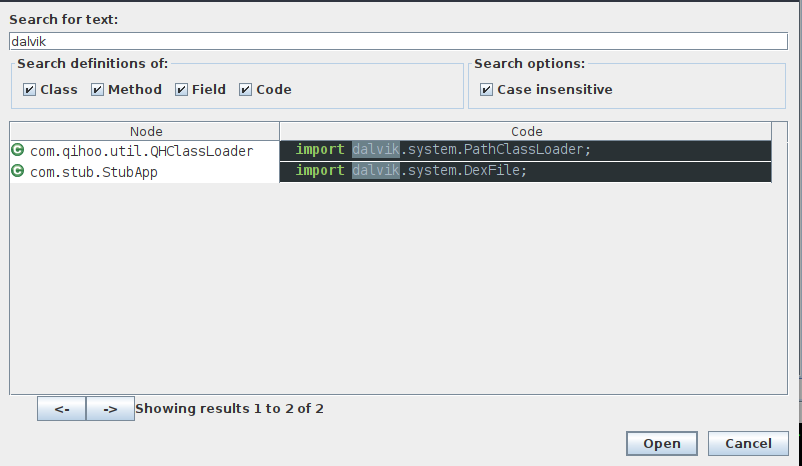 Search for text:
dalvik
Search definitions of:
Search options:
Class Method Field Code
Case insensitive
Node Code
com.qihoo.util.QHClassLoader import dalvik.system.PathClassLoader;
com.stub.StubApp import dalvik.system.DexFile;
<- -> Showing results 1 to 2 of 2
Open Cancel